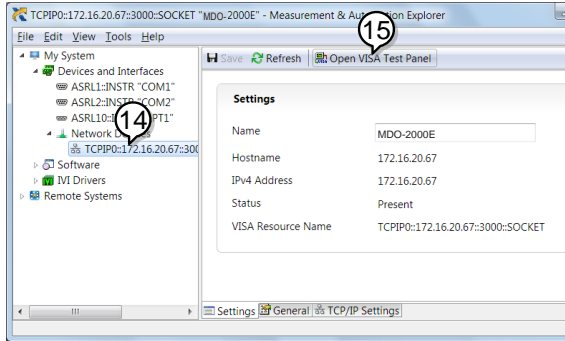 TCPIP0::172.16.20.67::3000::SOCKET "MDO-2000E" - Measurement & Explorer
15
File Edit View Tools Help
My System
Devices and Interfaces
ASRL1::INSTR "COM1"
ASRL2::INSTR "COM2"
14
Network
TCPIP0::172.16.20.67::300
Software
IVI Drivers
Remote Systems
Save Refresh Open VISA Test Panel
Settings
Name MDO-2000E
Hostname 172.16.20.67
IPv4 Address 172.16.20.67
Status Present
VISA Resource Name TCPIP0::172.16.20.67::3000::SOCKET
Settings General TCP/IP Settings